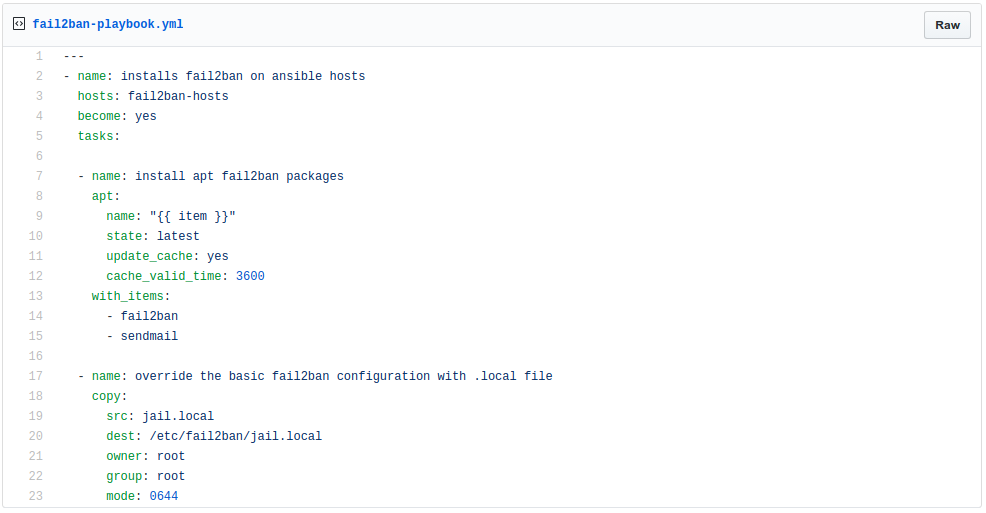 fail2ban-playbook.yml
Raw
1 ---
2 - name: installs fail2ban on ansible hosts
3   hosts: fail2ban-hosts
4   become: yes
5   tasks:
6
7   - name: install apt fail2ban packages
8     apt:
9       name: "{{ item }}"
10       state: latest
11       update_cache: yes
12       cache_valid_time: 3600
13     with_items:
14       - fail2ban
15       - sendmail
16
17   - name: override the basic fail2ban configuration with .local file
18     copy:
19       src: jail.local
20       dest: /etc/fail2ban/jail.local
21       owner: root
22       group: root
23       mode: 0644